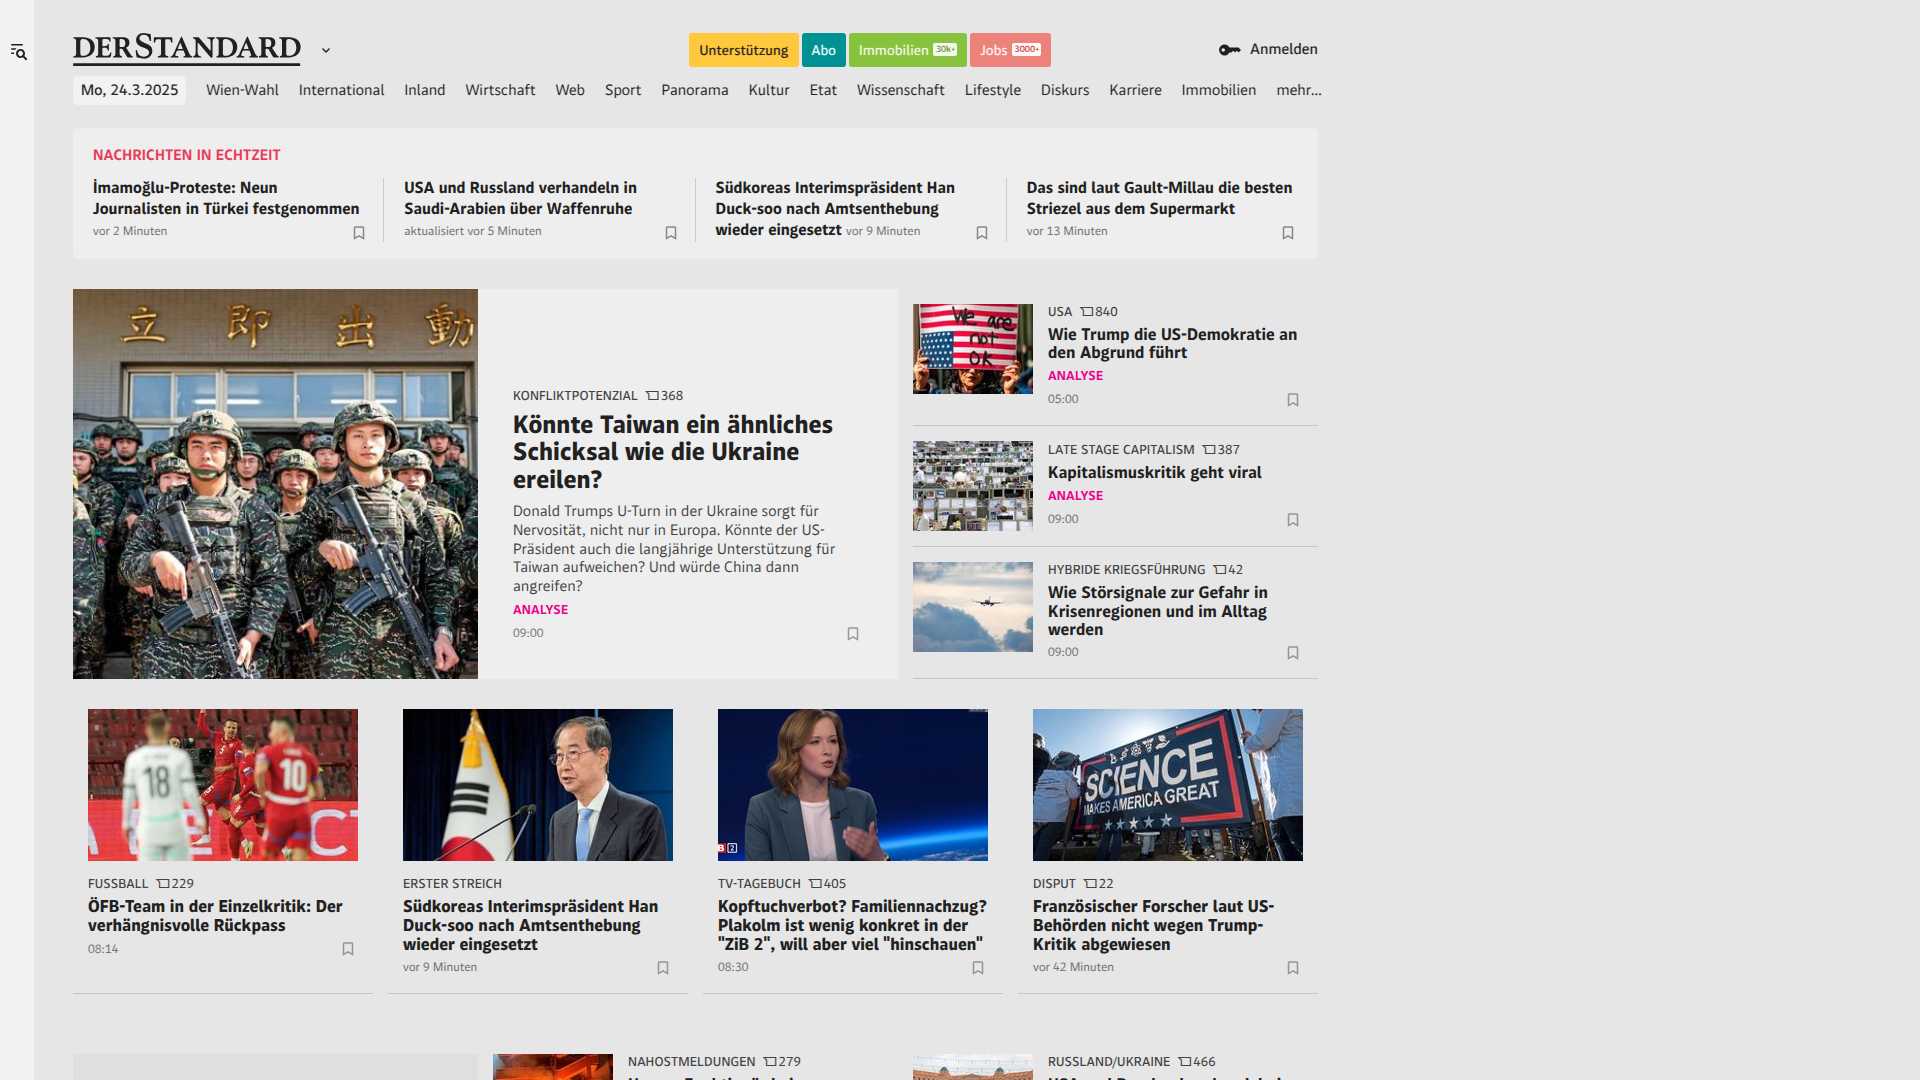 DERSTANDARD
Unterstützung
Abo
Immobilien 30k+
Jobs 3000+
Anmelden
Mo, 24.3.2025
Wien-Wahl
International
Inland
Wirtschaft
Web
Sport
Panorama
Kultur
Etat
Wissenschaft
Lifestyle
Diskurs
Karriere
Immobilien
mehr...
NACHRICHTEN IN ECHTZEIT
İmamoğlu-Proteste: Neun
Journalisten in Türkei festgenommen
vor 2 Minuten
USA und Russland verhandeln in
Saudi-Arabien über Waffenruhe
aktualisiert vor 5 Minuten
Südkoreas Interimspräsident Han
Duck-soo nach Amtsenthebung
wieder eingesetzt vor 9 Minuten
Das sind laut Gault-Millau die besten
Striezel aus dem Supermarkt
vor 13 Minuten
立即出動
KONFLIKTPOTENZIAL 368
Könnte Taiwan ein ähnliches
Schicksal wie die Ukraine
ereilen?
Donald Trumps U-Turn in der Ukraine sorgt für
Nervosität, nicht nur in Europa. Könnte der US-
Präsident auch die langjährige Unterstützung für
Taiwan aufweichen? Und würde China dann
angreifen?
ANALYSE
09:00
We are
not
OK
USA 840
Wie Trump die US-Demokratie an
den Abgrund führt
ANALYSE
05:00
LATE STAGE CAPITALISM 387
Kapitalismuskritik geht viral
ANALYSE
09:00
HYBRIDE KRIEGSFÜHRUNG 42
Wie Störsignale zur Gefahr in
Krisenregionen und im Alltag
werden
09:00
18
10
FUSSBALL 229
ÖFB-Team in der Einzelkritik: Der
verhängnisvolle Rückpass
08:14
ERSTER STREICH
Südkoreas Interimspräsident Han
Duck-soo nach Amtsenthebung
wieder eingesetzt
vor 9 Minuten
TV-TAGEBUCH 405
Kopftuchverbot? Familiennachzug?
Plakolm ist wenig konkret in der
"ZiB 2", will aber viel "hinschauen"
08:30
SCIENCE
MAKES AMERICA GREAT
DISPUT 22
Französischer Forscher laut US-
Behörden nicht wegen Trump-
Kritik abgewiesen
vor 42 Minuten
NAHOSTMELDUNGEN 279
RUSSLAND/UKRAINE 466